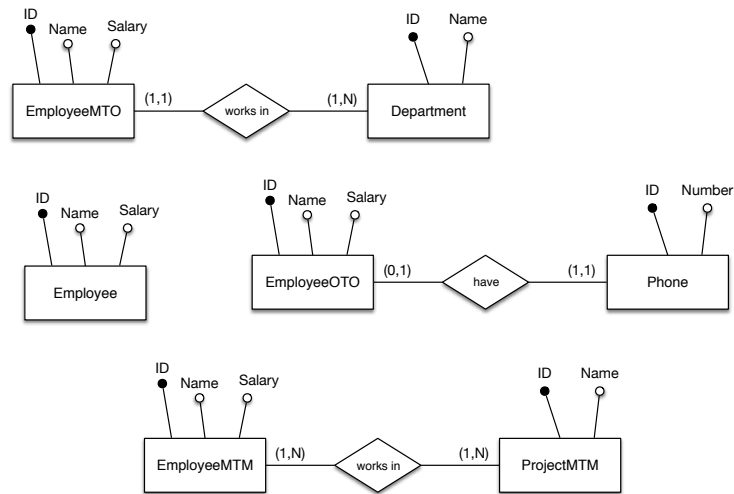 ID
Name
Salary
ID
Name
EmployeeMTO
(1,1)
works in
(1,N)
Department
ID
Name
Salary
ID
Name
Salary
ID
Number
Employee
EmployeeOTO
(0,1)
have
(1,1)
Phone
ID
Name
Salary
ID
Name
EmployeeMTM
(1,N)
works in
(1,N)
ProjectMTM